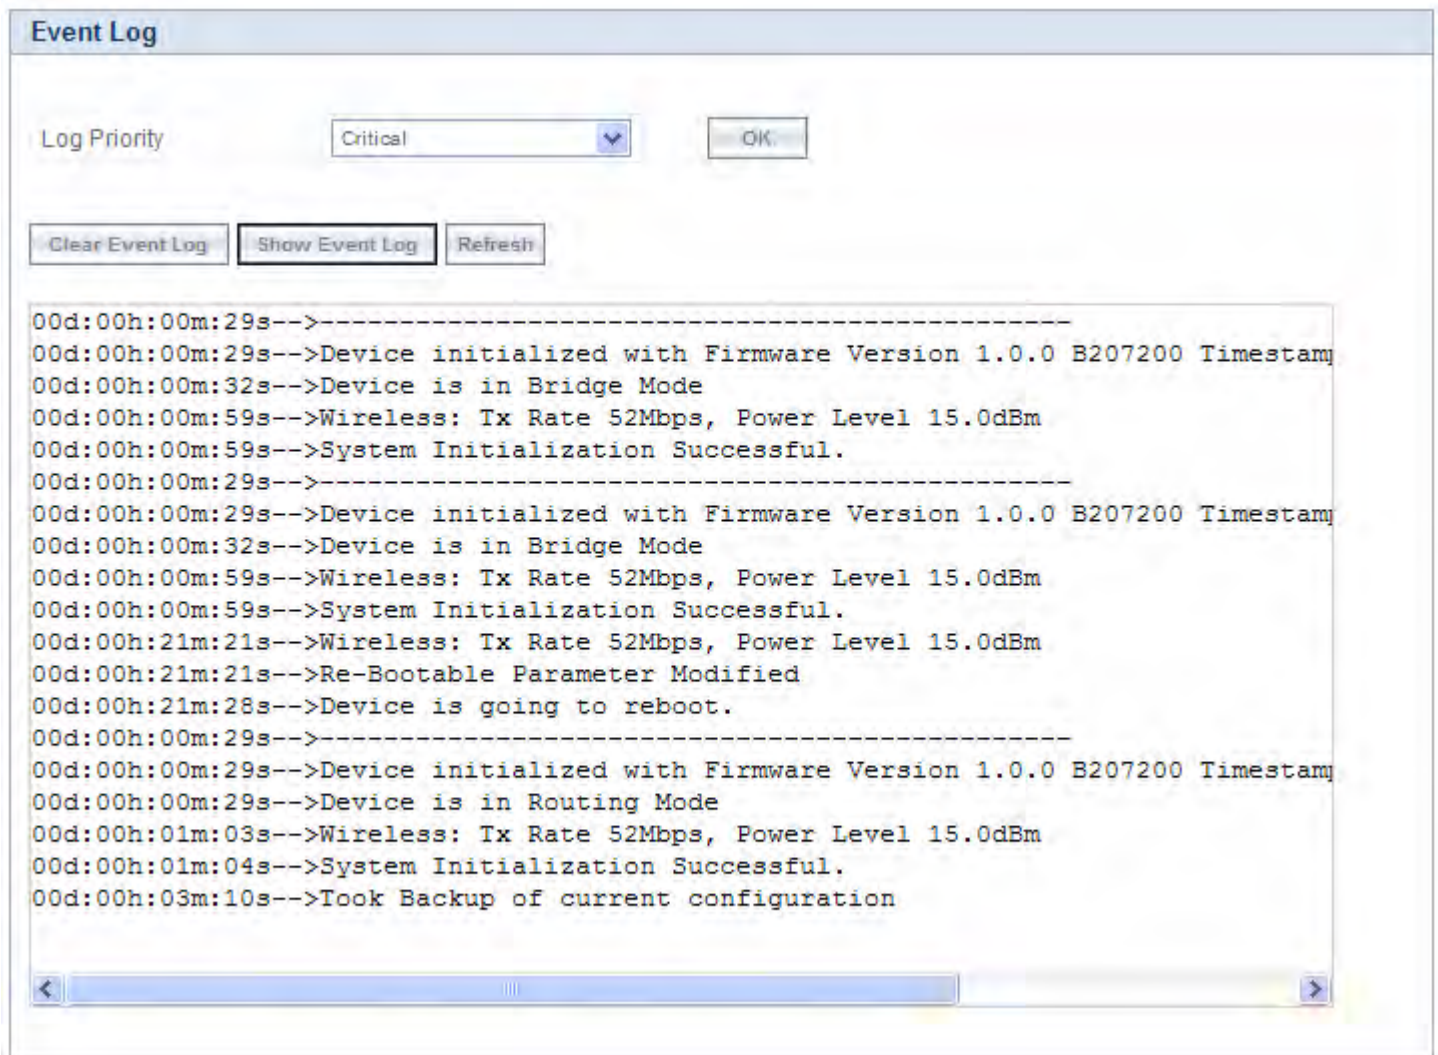 Event Log
Log Priority Critical OK
Clear Event Log Show Event Log Refresh
00d:00h:00m:29s-->-----------------------------------------------
00d:00h:00m:29s-->Device initialized with Firmware Version 1.0.0 B207200 Timestamp
00d:00h:00m:32s-->Device is in Bridge Mode
00d:00h:00m:59s-->Wireless: Tx Rate 52Mbps, Power Level 15.0dBm
00d:00h:00m:59s-->System Initialization Successful.
00d:00h:00m:29s-->-----------------------------------------------
00d:00h:00m:29s-->Device initialized with Firmware Version 1.0.0 B207200 Timestamp
00d:00h:00m:32s-->Device is in Bridge Mode
00d:00h:00m:59s-->Wireless: Tx Rate 52Mbps, Power Level 15.0dBm
00d:00h:00m:59s-->System Initialization Successful.
00d:00h:21m:21s-->Wireless: Tx Rate 52Mbps, Power Level 15.0dBm
00d:00h:21m:21s-->Re-Bootable Parameter Modified
00d:00h:21m:28s-->Device is going to reboot.
00d:00h:00m:29s-->-----------------------------------------------
00d:00h:00m:29s-->Device initialized with Firmware Version 1.0.0 B207200 Timestamp
00d:00h:00m:29s-->Device is in Routing Mode
00d:00h:01m:03s-->Wireless: Tx Rate 52Mbps, Power Level 15.0dBm
00d:00h:01m:04s-->System Initialization Successful.
00d:00h:03m:10s-->Took Backup of current configuration